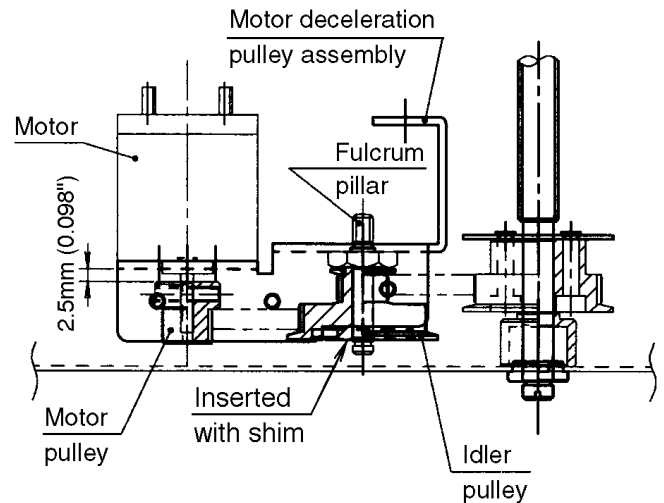 Motor deceleration
pulley assembly
Motor
Fulcrum
pillar
2.5mm (0.098")
Inserted
with shim
Motor
pulley
Idler
pulley